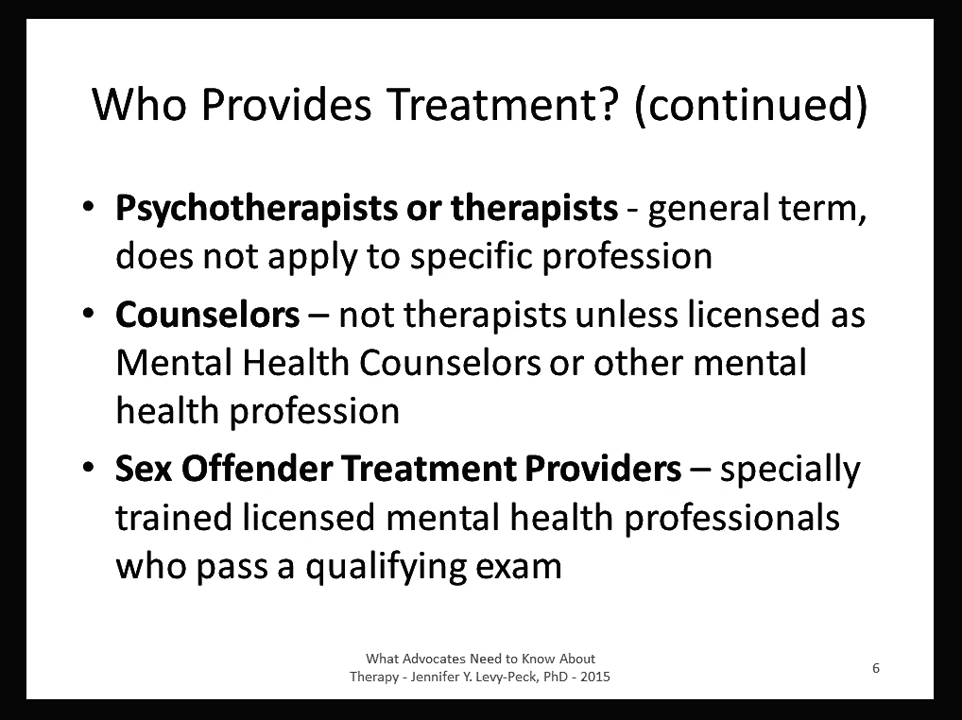 Who Provides Treatment? (continued)
• Psychotherapists or therapists - general term,
does not apply to specific profession
• Counselors – not therapists unless licensed as
Mental Health Counselors or other mental
health profession
• Sex Offender Treatment Providers – specially
trained licensed mental health professionals
who pass a qualifying exam
What Advocates Need to Know About
Therapy - Jennifer Y. Levy-Peck, PhD - 2015
6